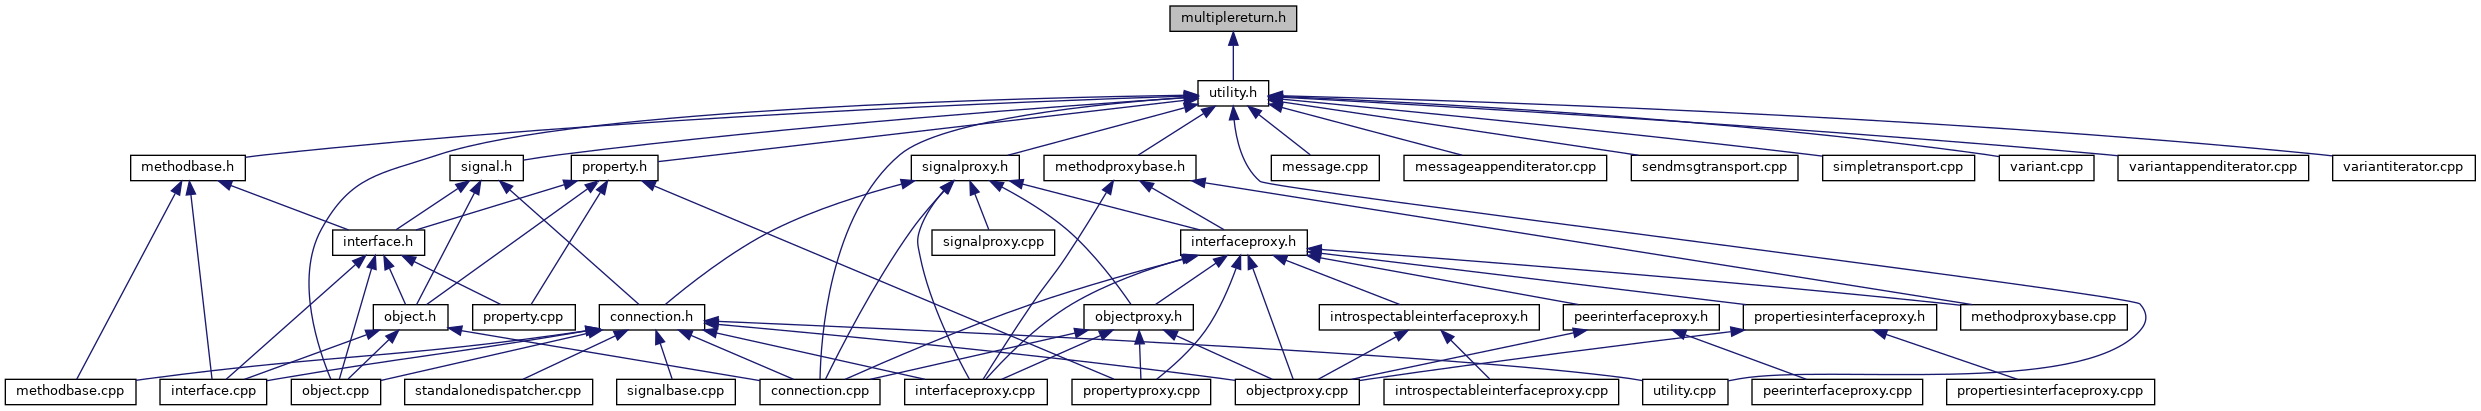 multiplereturn.h
utility.h
methodbase.h
signal.h
property.h
signalproxy.h
methodproxybase.h
message.cpp
messageappenditerator.cpp
sendmsgtransport.cpp
simpletransport.cpp
variant.cpp
variantappenditerator.cpp
variantiterator.cpp
interface.h
signalproxy.cpp
interfaceproxy.h
object.h
property.cpp
connection.h
objectproxy.h
introspectableinterfaceproxy.h
peerinterfaceproxy.h
propertiesinterfaceproxy.h
methodproxybase.cpp
methodbase.cpp
interface.cpp
object.cpp
standalonedispatcher.cpp
signalbase.cpp
connection.cpp
interfaceproxy.cpp
propertyproxy.cpp
objectproxy.cpp
introspectableinterfaceproxy.cpp
utility.cpp
peerinterfaceproxy.cpp
propertiesinterfaceproxy.cpp